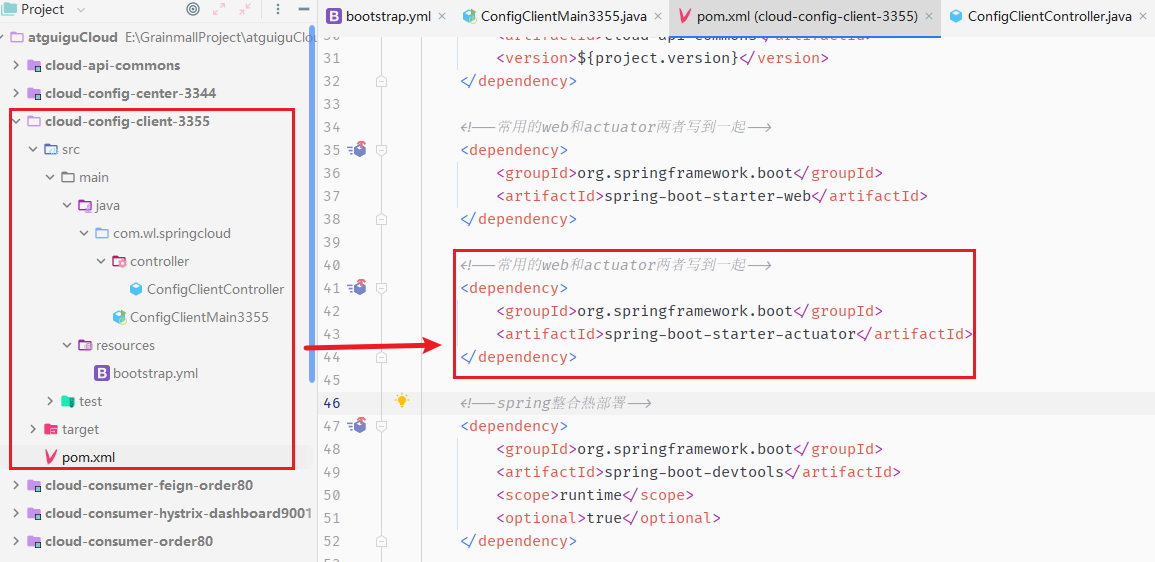 Project
bootstrap.yml
ConfigClientMain3355.java
pom.xml (cloud-config-client-3355)
ConfigClientController.java
atguiguCloud E:\GrainmallProject\atguiguClo
cloud-api-commons
cloud-config-center-3344
cloud-config-client-3355
src
main
java
com.wl.springcloud
controller
ConfigClientController
ConfigClientMain3355
resources
bootstrap.yml
test
target
pom.xml
cloud-consumer-feign-order80
cloud-consumer-hystrix-dashboard9001
cloud-consumer-order80
30 <artifactId>cloud-api-commons</artifactId>
31 <version>${project.version}</version>
32 </dependency>
33
34 <!--常用的web和actuator两者写到一起-->
35 <dependency>
36 <groupId>org.springframework.boot</groupId>
37 <artifactId>spring-boot-starter-web</artifactId>
38 </dependency>
39
40 <!--常用的web和actuator两者写到一起-->
41 <dependency>
42 <groupId>org.springframework.boot</groupId>
43 <artifactId>spring-boot-starter-actuator</artifactId>
44 </dependency>
45
46 <!--spring整合热部署-->
47 <dependency>
48 <groupId>org.springframework.boot</groupId>
49 <artifactId>spring-boot-devtools</artifactId>
50 <scope>runtime</scope>
51 <optional>true</optional>
52 </dependency>